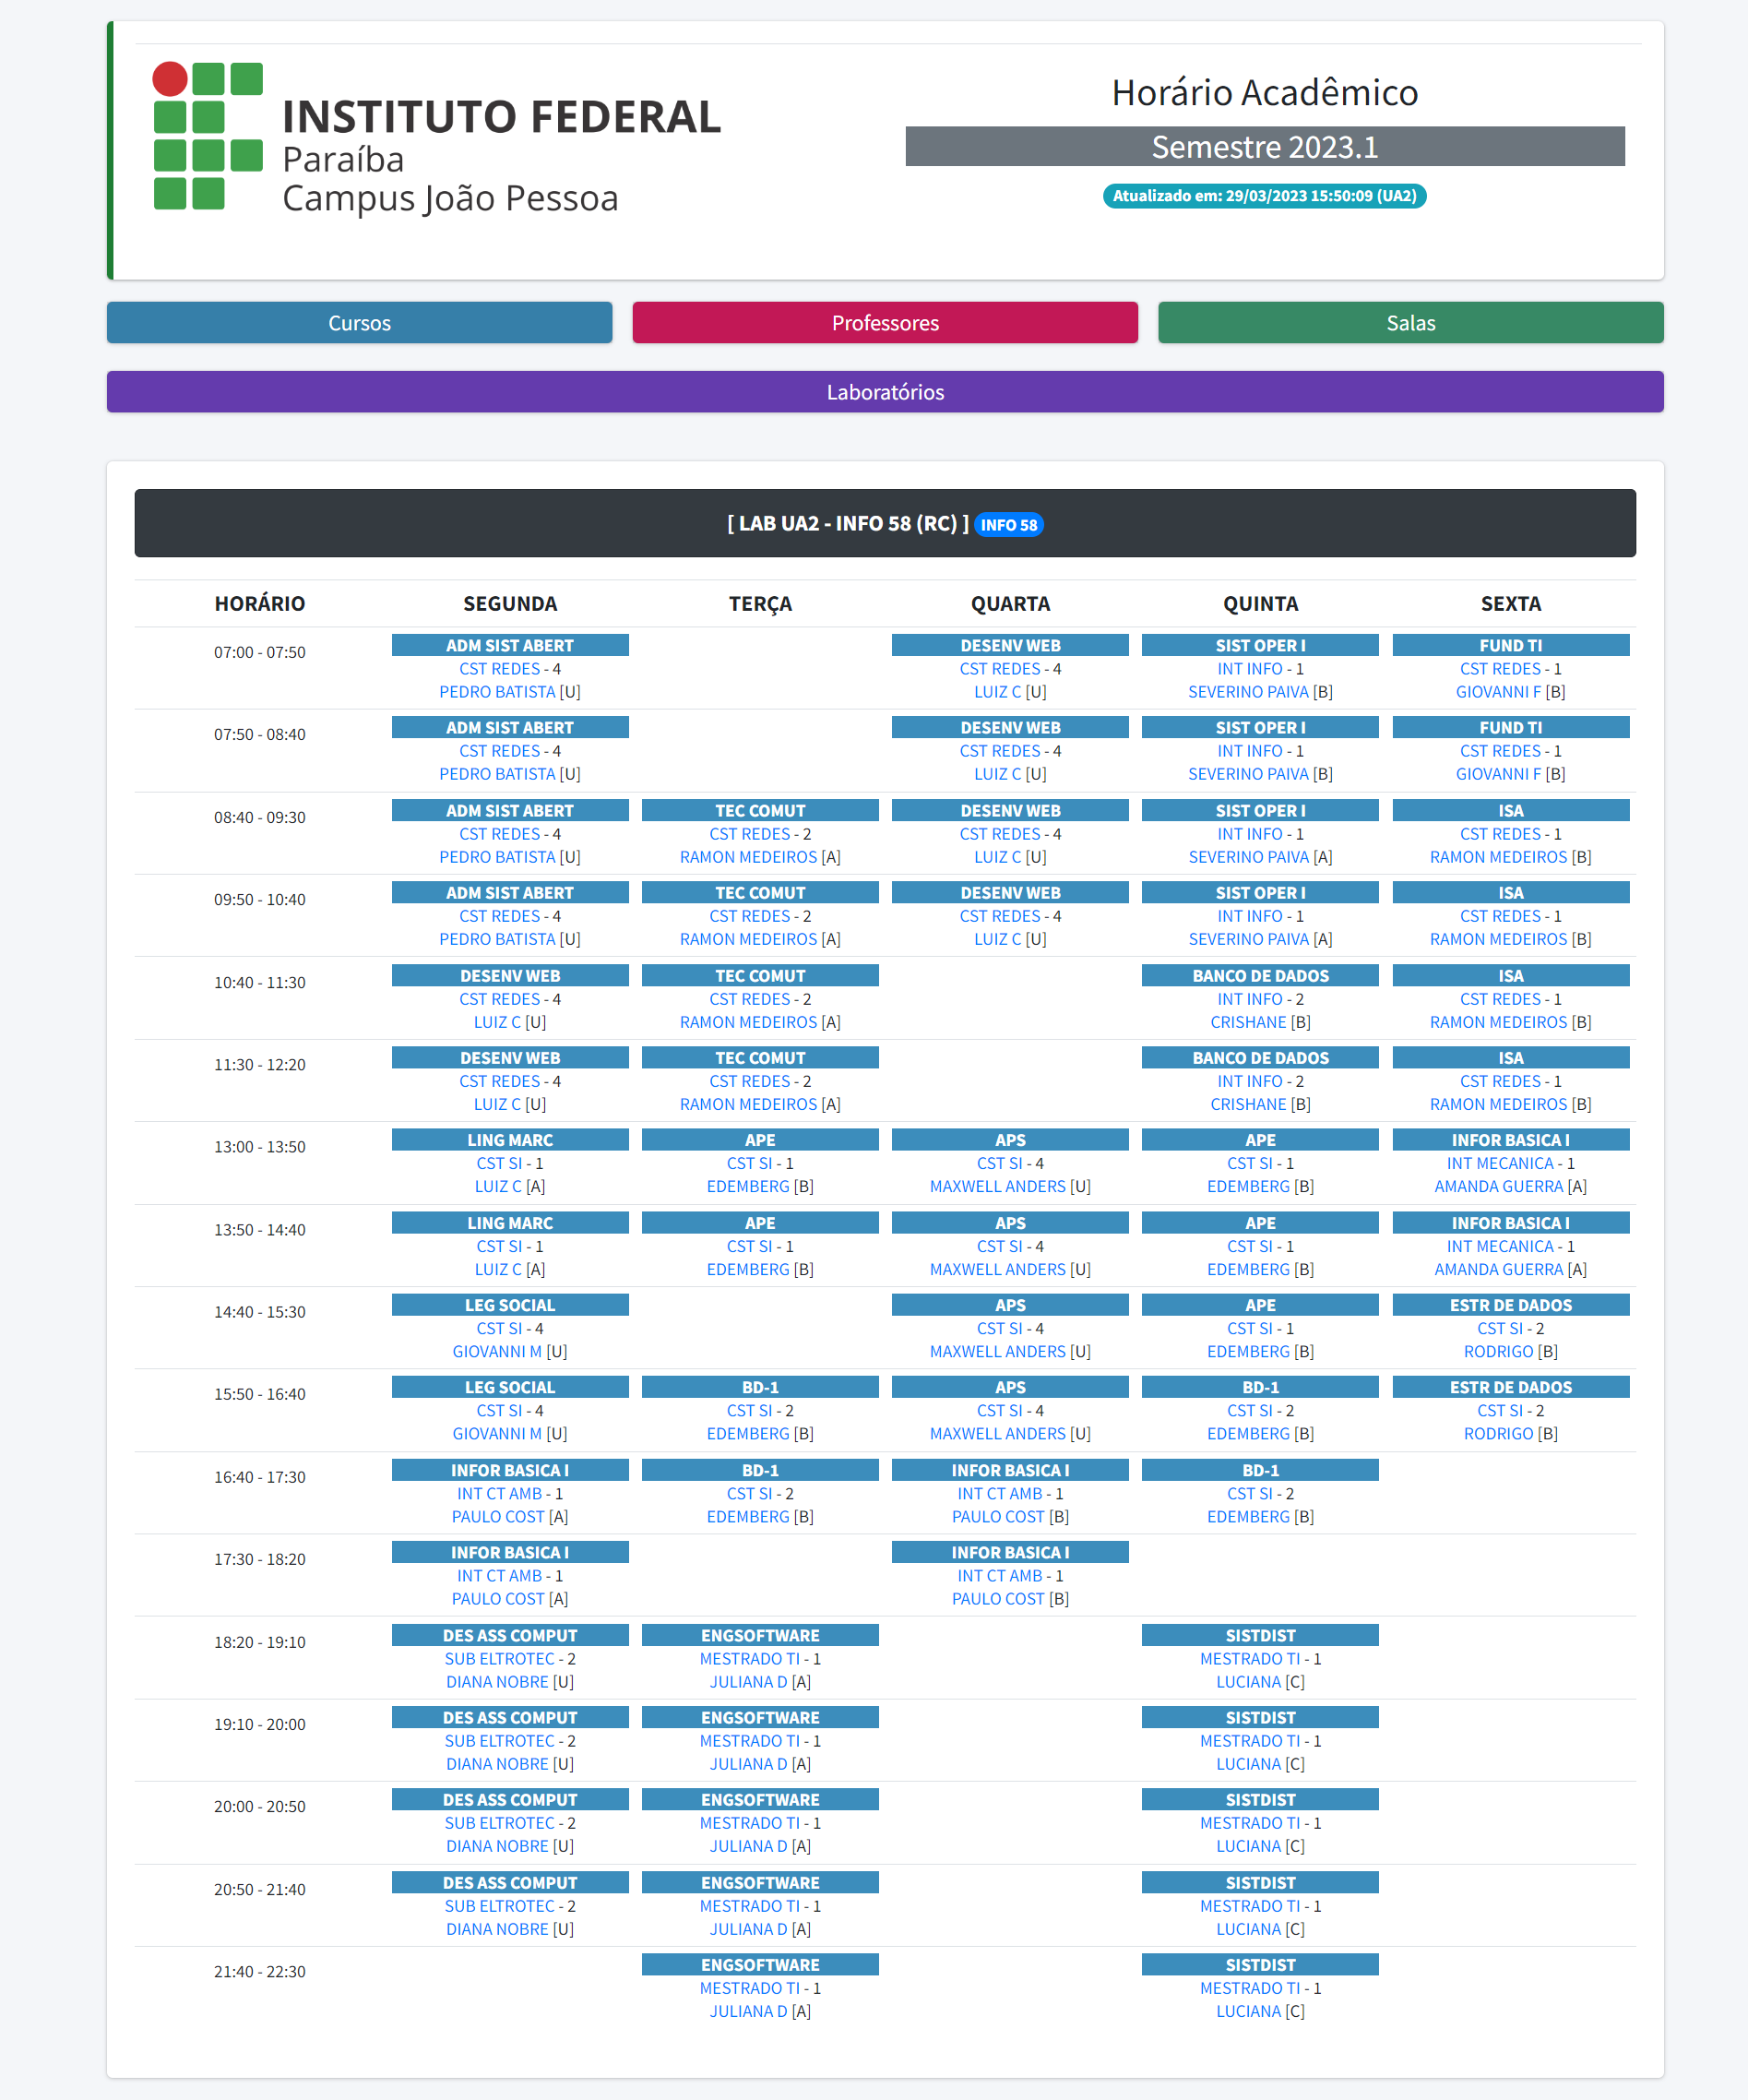 INSTITUTO FEDERAL
Paraíba
Campus João Pessoa
Horário Acadêmico
Semestre 2023.1
Atualizado em: 29/03/2023 15:50:09 (UA2)
Cursos Professores Salas
Laboratórios
[ LAB UA2 - INFO 58 (RC) ] INFO 58
HORÁRIO SEGUNDA TERÇA QUARTA QUINTA SEXTA
07:00 - 07:50 ADM SIST ABERT DESENV WEB SIST OPER I FUND TI
CST REDES - 4 CST REDES - 4 INT INFO - 1 CST REDES - 1
PEDRO BATISTA [U] LUIZ C [U] SEVERINO PAIVA [B] GIOVANNI F [B]
07:50 - 08:40 ADM SIST ABERT DESENV WEB SIST OPER I FUND TI
CST REDES - 4 CST REDES - 4 INT INFO - 1 CST REDES - 1
PEDRO BATISTA [U] LUIZ C [U] SEVERINO PAIVA [B] GIOVANNI F [B]
08:40 - 09:30 ADM SIST ABERT TEC COMUT DESENV WEB SIST OPER I ISA
CST REDES - 4 CST REDES - 2 CST REDES - 4 INT INFO - 1 CST REDES - 1
PEDRO BATISTA [U] RAMON MEDEIROS [A] LUIZ C [U] SEVERINO PAIVA [A] RAMON MEDEIROS [B]
09:50 - 10:40 ADM SIST ABERT TEC COMUT DESENV WEB SIST OPER I ISA
CST REDES - 4 CST REDES - 2 CST REDES - 4 INT INFO - 1 CST REDES - 1
PEDRO BATISTA [U] RAMON MEDEIROS [A] LUIZ C [U] SEVERINO PAIVA [A] RAMON MEDEIROS [B]
10:40 - 11:30 DESENV WEB TEC COMUT BANCO DE DADOS ISA
CST REDES - 4 CST REDES - 2 INT INFO - 2 CST REDES - 1
LUIZ C [U] RAMON MEDEIROS [A] CRISHANE [B] RAMON MEDEIROS [B]
11:30 - 12:20 DESENV WEB TEC COMUT BANCO DE DADOS ISA
CST REDES - 4 CST REDES - 2 INT INFO - 2 CST REDES - 1
LUIZ C [U] RAMON MEDEIROS [A] CRISHANE [B] RAMON MEDEIROS [B]
13:00 - 13:50 LING MARC APE APS APE INFOR BASICA I
CST SI - 1 CST SI - 1 CST SI - 4 CST SI - 1 INT MECANICA - 1
LUIZ C [A] EDEMBERG [B] MAXWELL ANDERS [U] EDEMBERG [B] AMANDA GUERRA [A]
13:50 - 14:40 LING MARC APE APS APE INFOR BASICA I
CST SI - 1 CST SI - 1 CST SI - 4 CST SI - 1 INT MECANICA - 1
LUIZ C [A] EDEMBERG [B] MAXWELL ANDERS [U] EDEMBERG [B] AMANDA GUERRA [A]
14:40 - 15:30 LEG SOCIAL APS APE ESTR DE DADOS
CST SI - 4 CST SI - 4 CST SI - 1 CST SI - 2
GIOVANNI M [U] MAXWELL ANDERS [U] EDEMBERG [B] RODRIGO [B]
15:50 - 16:40 LEG SOCIAL BD-1 APS BD-1 ESTR DE DADOS
CST SI - 4 CST SI - 2 CST SI - 4 CST SI - 2 CST SI - 2
GIOVANNI M [U] EDEMBERG [B] MAXWELL ANDERS [U] EDEMBERG [B] RODRIGO [B]
16:40 - 17:30 INFOR BASICA I BD-1 INFOR BASICA I BD-1
INT CT AMB - 1 CST SI - 2 INT CT AMB - 1 CST SI - 2
PAULO COST [A] EDEMBERG [B] PAULO COST [B] EDEMBERG [B]
17:30 - 18:20 INFOR BASICA I INFOR BASICA I
INT CT AMB - 1 INT CT AMB - 1
PAULO COST [A] PAULO COST [B]
18:20 - 19:10 DES ASS COMPUT ENGSOFTWARE SISTDIST
SUB ELTROTEC - 2 MESTRADO TI - 1 MESTRADO TI - 1
DIANA NOBRE [U] JULIANA D [A] LUCIANA [C]
19:10 - 20:00 DES ASS COMPUT ENGSOFTWARE SISTDIST
SUB ELTROTEC - 2 MESTRADO TI - 1 MESTRADO TI - 1
DIANA NOBRE [U] JULIANA D [A] LUCIANA [C]
20:00 - 20:50 DES ASS COMPUT ENGSOFTWARE SISTDIST
SUB ELTROTEC - 2 MESTRADO TI - 1 MESTRADO TI - 1
DIANA NOBRE [U] JULIANA D [A] LUCIANA [C]
20:50 - 21:40 DES ASS COMPUT ENGSOFTWARE SISTDIST
SUB ELTROTEC - 2 MESTRADO TI - 1 MESTRADO TI - 1
DIANA NOBRE [U] JULIANA D [A] LUCIANA [C]
21:40 - 22:30 ENGSOFTWARE SISTDIST
MESTRADO TI - 1 MESTRADO TI - 1
JULIANA D [A] LUCIANA [C]